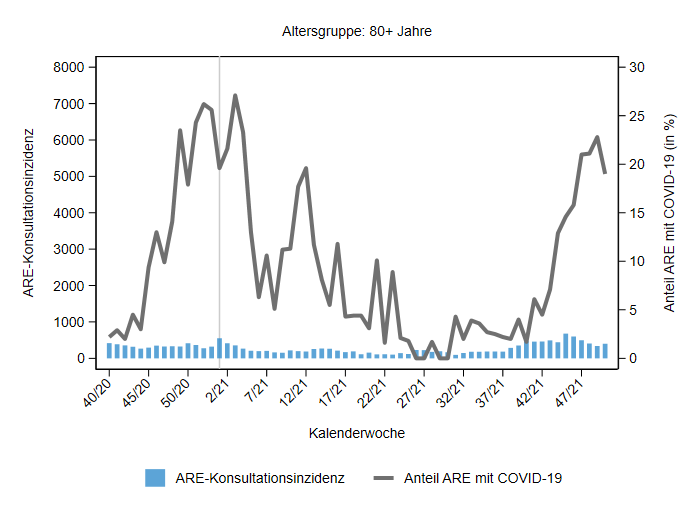 Altersgruppe: 80+ Jahre
ARE-Konsultationsinzidenz
8000
7000
6000
5000
4000
3000
2000
1000
0
30
25
20
15
10
5
0
Anteil ARE mit COVID-19 (in %)
40/20 45/20 50/20 2/21 7/21 12/21 17/21 22/21 27/21 32/21 37/21 42/21 47/21
Kalenderwoche
ARE-Konsultationsinzidenz Anteil ARE mit COVID-19